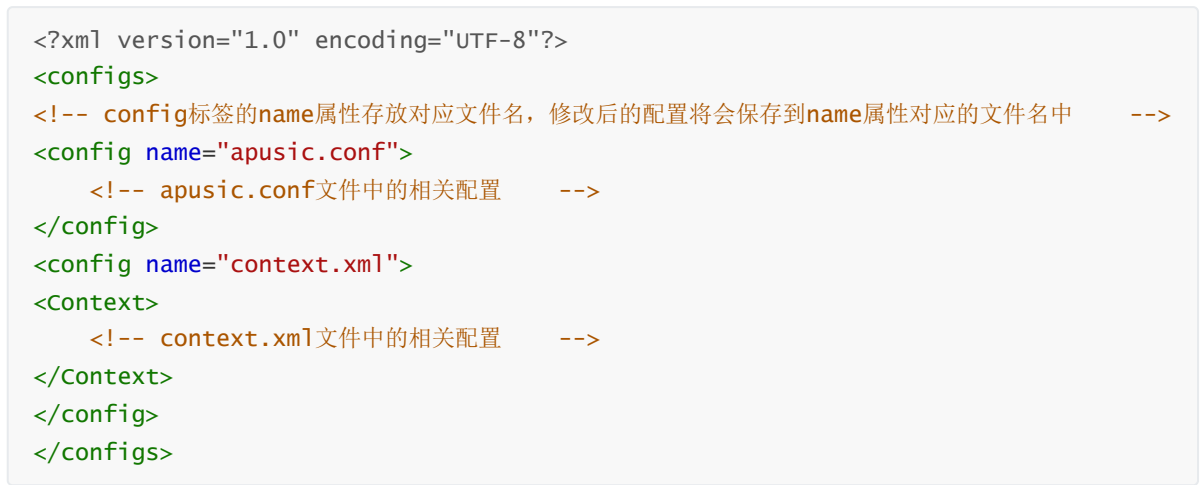 <?xml version="1.0" encoding="UTF-8"?>
<configs>
<!-- config标签的name属性存放对应文件名，修改后的配置将会保存到name属性对应的文件名中    -->
<config name="apusic.conf">
    <!-- apusic.conf文件中的相关配置    -->
</config>
<config name="context.xml">
<Context>
    <!-- context.xml文件中的相关配置    -->
</Context>
</config>
</configs>